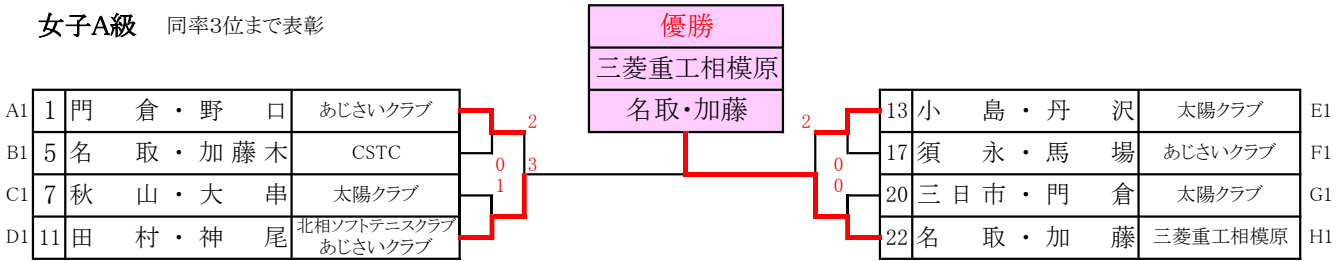 女子A級 同率3位まで表彰
優勝
三菱重工相模原
名取・加藤
A1 1 門倉・野口 あじさいクラブ
B1 5 名取・加藤木 CSTC
C1 7 秋山・大串 太陽クラブ
D1 11 田村・神尾 北相ソフトテニスクラブ
あじさいクラブ
2
0 3
1
2
0
0
13 小島・丹沢 太陽クラブ E1
17 須永・馬場 あじさいクラブ F1
20 三日市・門倉 太陽クラブ G1
22 名取・加藤 三菱重工相模原 H1